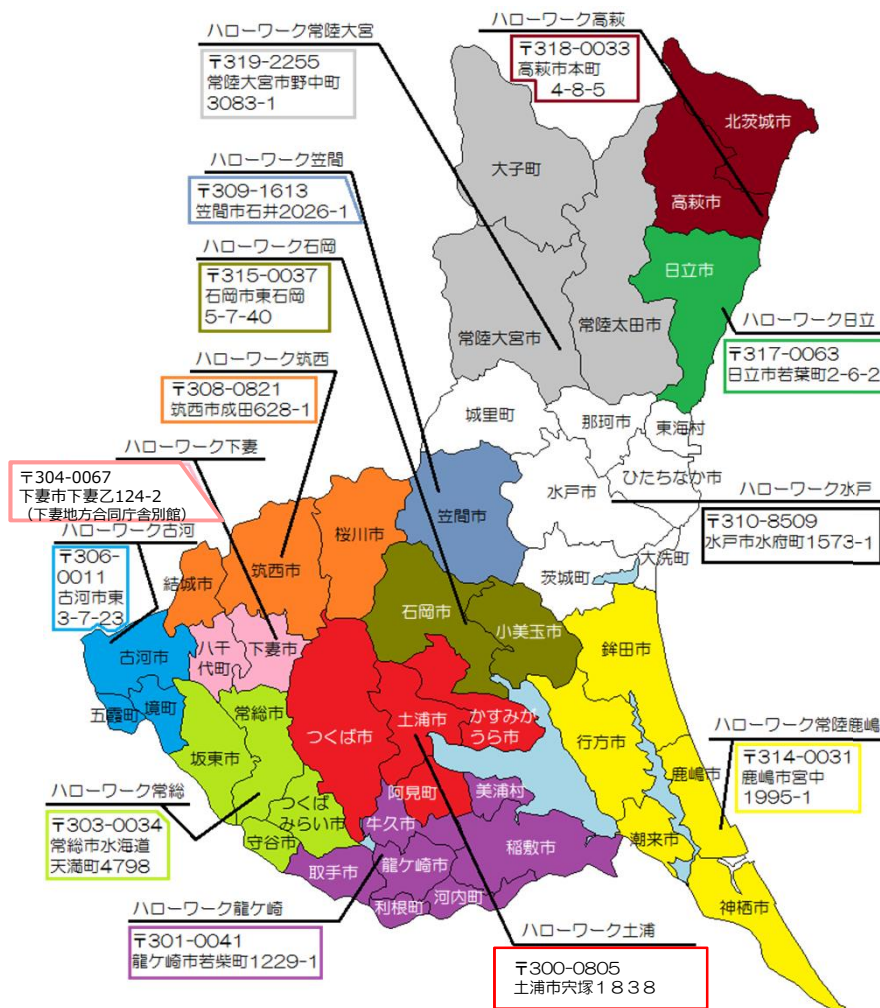 ハローワーク常陸大宮
〒319-2255
常陸大宮市野中町
3083-1
ハローワーク高萩
〒318-0033
高萩市本町
4-8-5
北茨城市
大子町
高萩市
ハローワーク笠間
〒309-1613
笠間市石井2026-1
ハローワーク石岡
〒315-0037
石岡市東石岡
5-7-40
日立市
常陸大宮市
常陸太田市
ハローワーク日立
〒317-0063
日立市若葉町2-6-2
ハローワーク筑西
〒308-0821
筑西市成田628-1
城里町
那珂市
東海村
ハローワーク下妻
〒304-0067
下妻市下妻乙124-2
（下妻地方合同庁舎別館）
水戸市
ひたちなか市
ハローワーク水戸
〒310-8509
水戸市水府町1573-1
笠間市
桜川市
筑西市
結城市
茨城町
大洗町
ハローワーク古河
〒306-
0011
古河市東
3-7-23
石岡市
小美玉市
鉾田市
古河市
八千
代町
下妻市
五霞町
境町
常総市
坂東市
つくば市
土浦市
かすみが
うら市
行方市
ハローワーク常陸鹿嶋
〒314-0031
鹿嶋市宮中
1995-1
鹿嶋市
ハローワーク常総
〒303-0034
常総市水海道
天満町4798
つくば
みらい市
守谷市
阿見町
美浦村
牛久市
稲敷市
潮来市
取手市
龍ケ崎市
利根町
河内町
神栖市
ハローワーク龍ケ崎
〒301-0041
龍ケ崎市若柴町1229-1
ハローワーク土浦
〒300-0805
土浦市宍塚１８３８